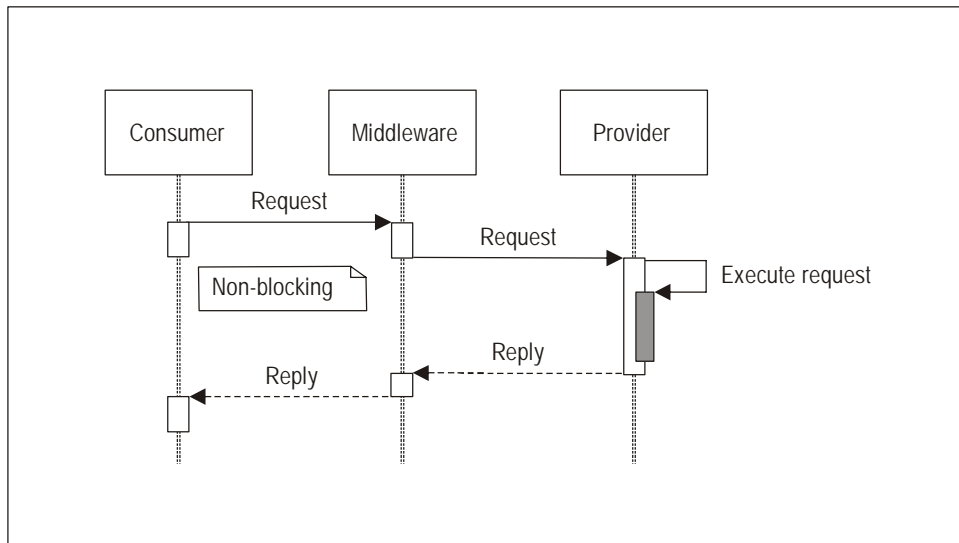 Consumer
Middleware
Provider
Request
Request
Execute request
Non-blocking
Reply
Reply